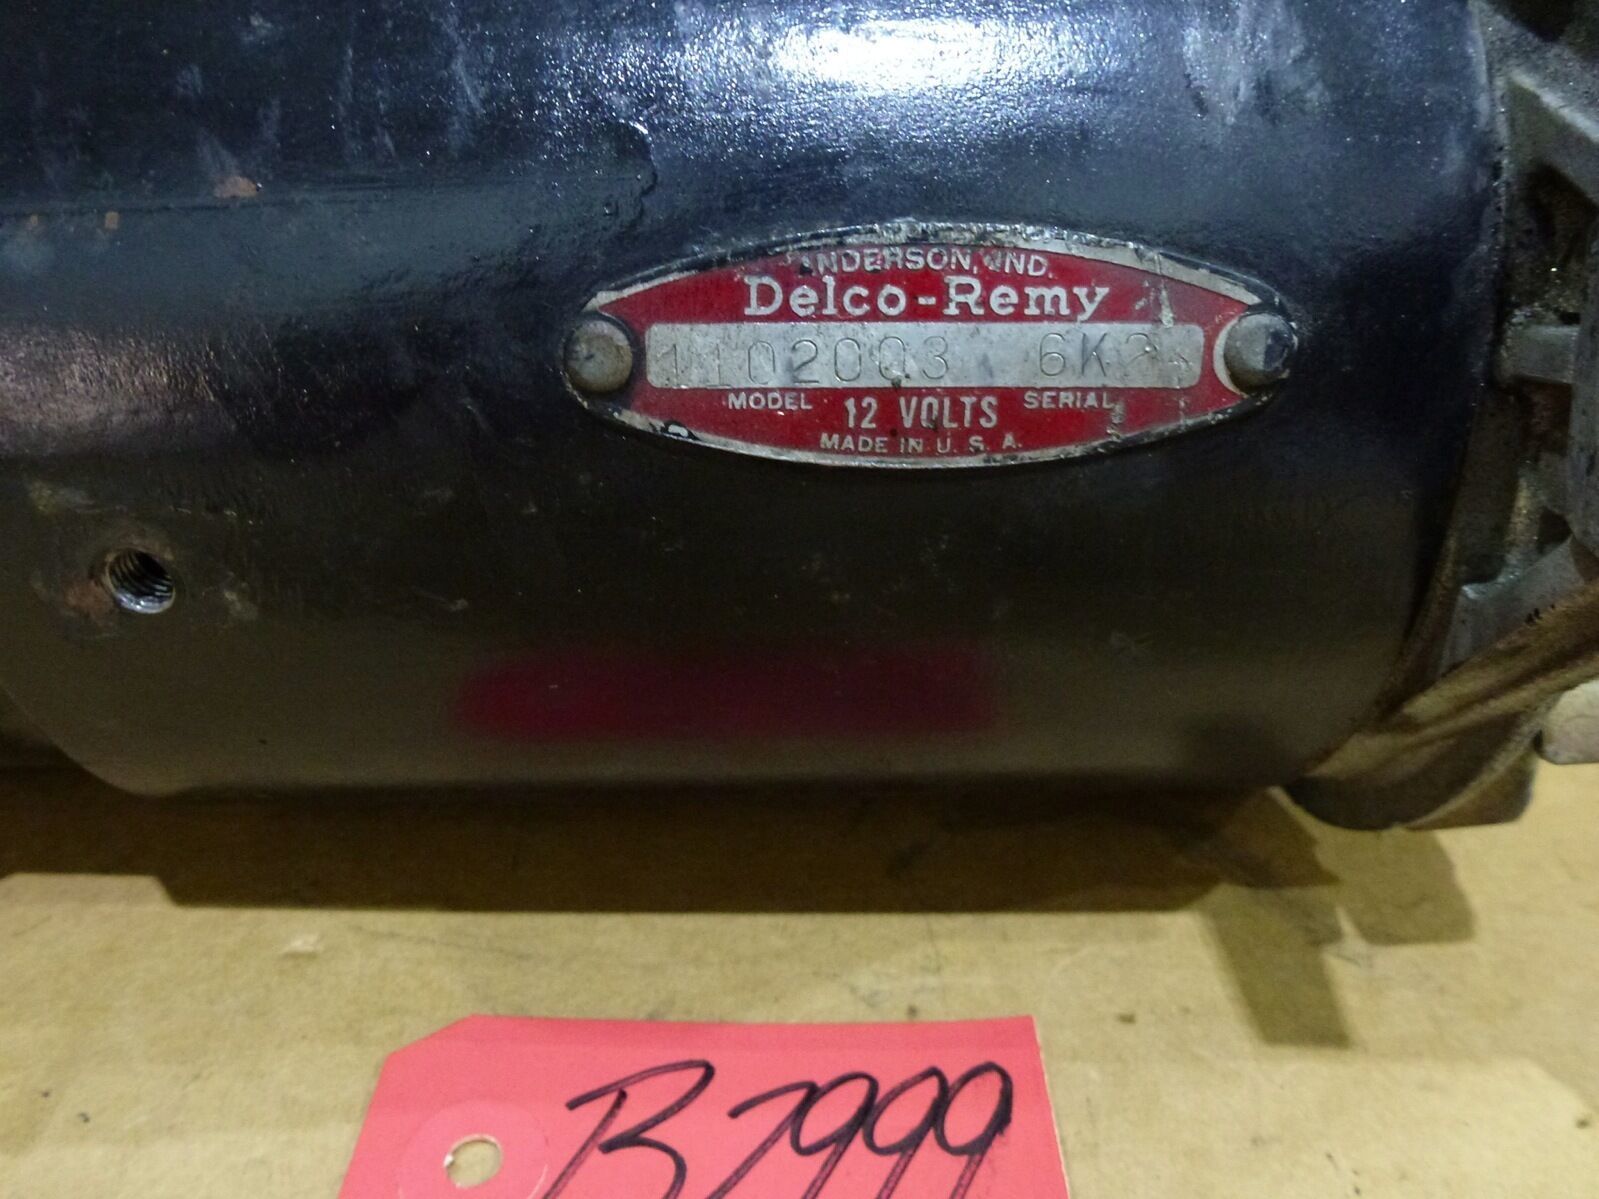 ANDERSON, IND.
Delco-Remy
1102003 6K2
MODEL SERIAL
12 VOLTS
MADE IN U.S.A.
B7999